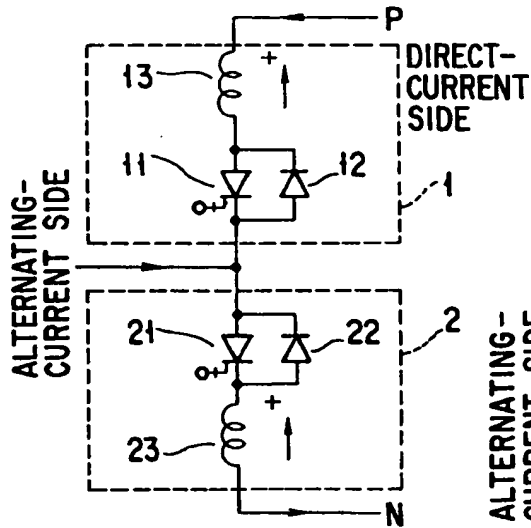 P
DIRECT-
CURRENT
SIDE
13
+
11
12
1
ALTERNATING-
CURRENT SIDE
21
22
2
+
23
N
ALTERNATING-
CURRENT SIDE